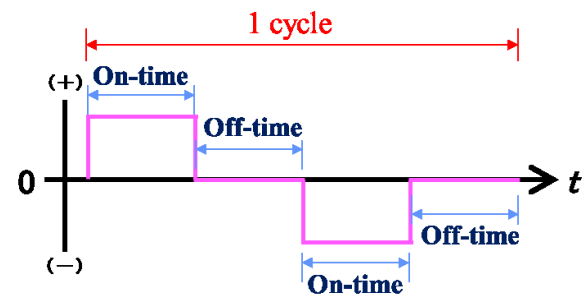 1 cycle
(+)
On-time
Off-time
0
t
Off-time
(−)
On-time